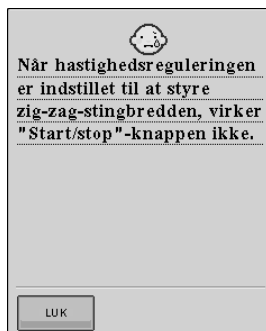 Når hastighedsreguleringen
er indstillet til at styre
zig-zag-stingbredden, virker
"Start/stop"-knappen ikke.
LUK